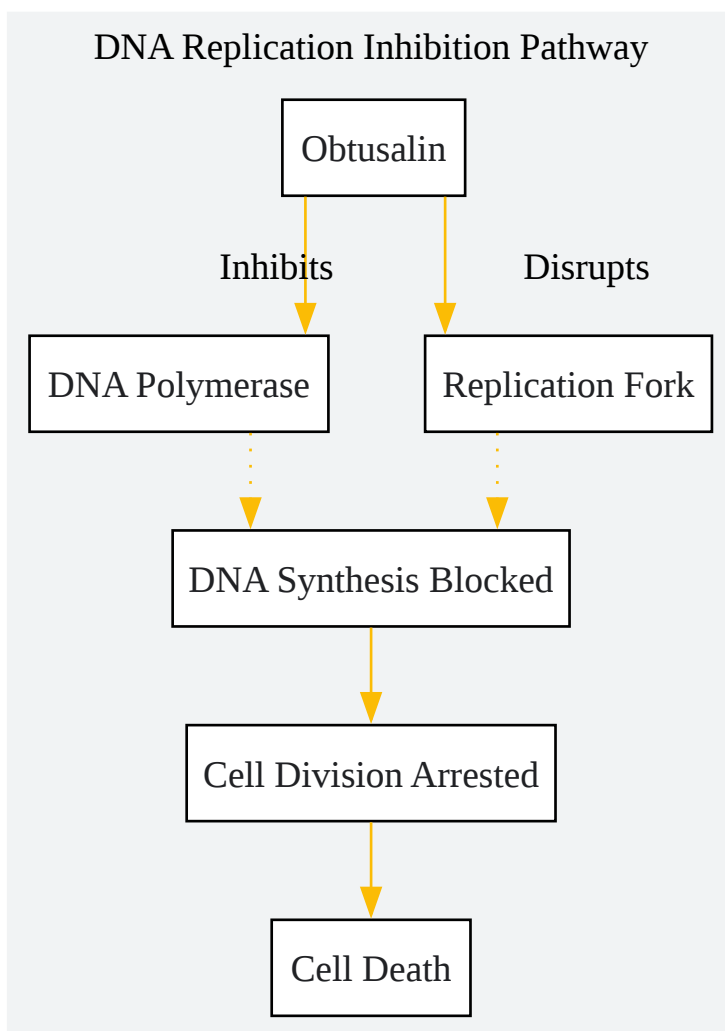 DNA Replication Inhibition Pathway
Obtusalin
Inhibits
Disrupts
DNA Polymerase
Replication Fork
DNA Synthesis Blocked
Cell Division Arrested
Cell Death